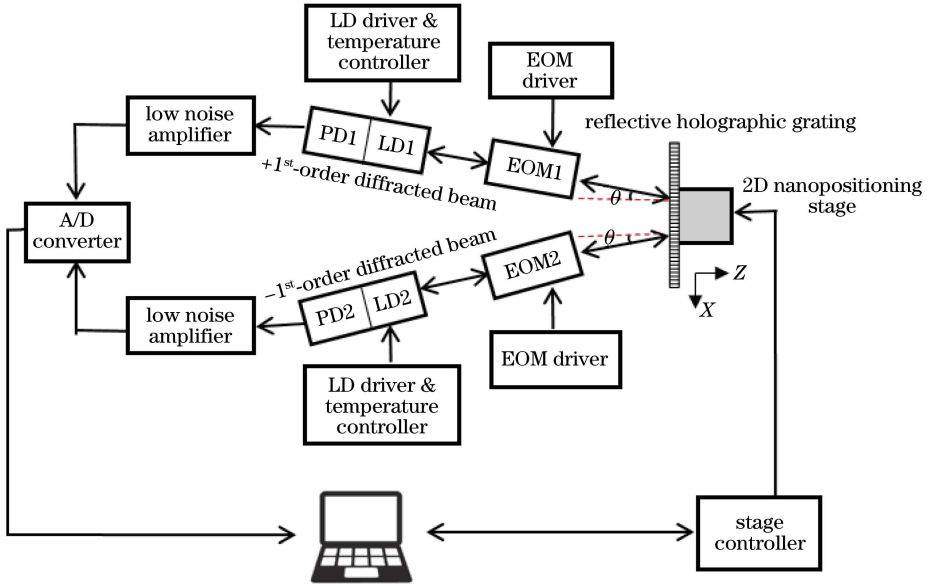 LD driver &
temperature
controller
EOM
driver
low noise
amplifier
PD1
LD1
EOM1
reflective holographic grating
+1st-order diffracted beam
θ
2D nanopositioning
stage
A/D
converter
θ
−1st-order diffracted beam
EOM2
Z
X
PD2
LD2
low noise
amplifier
EOM driver
LD driver &
temperature
controller
stage
controller